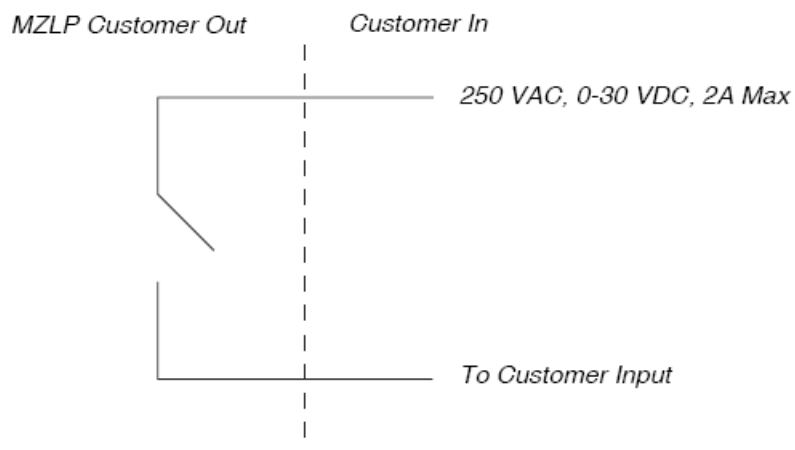 MZLP Customer Out
Customer In
250 VAC, 0-30 VDC, 2A Max
To Customer Input